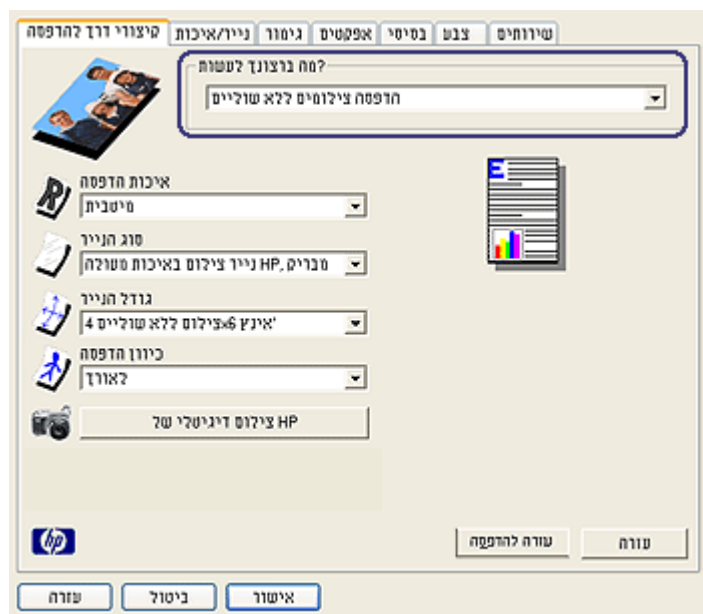 קיצורי דרך להדפסה
נייר/איכות
גימור
אפקטים
בסיסי
צבע
שירותים
?מה ברצונך לעשות
הדפסה צילומים ללא שוליים
איכות הדפסה
מיטבית
סוג הנייר
נייר צילום באיכות מעולה HP, מבריק
גודל הנייר
צילום ללא שוליים 4x6 אינץ'
כיוון הדפסה
לאורך
צילום דיגיטלי של HP
hp
עזרה להדפסה
עזרה
אישור
ביטול
עזרה